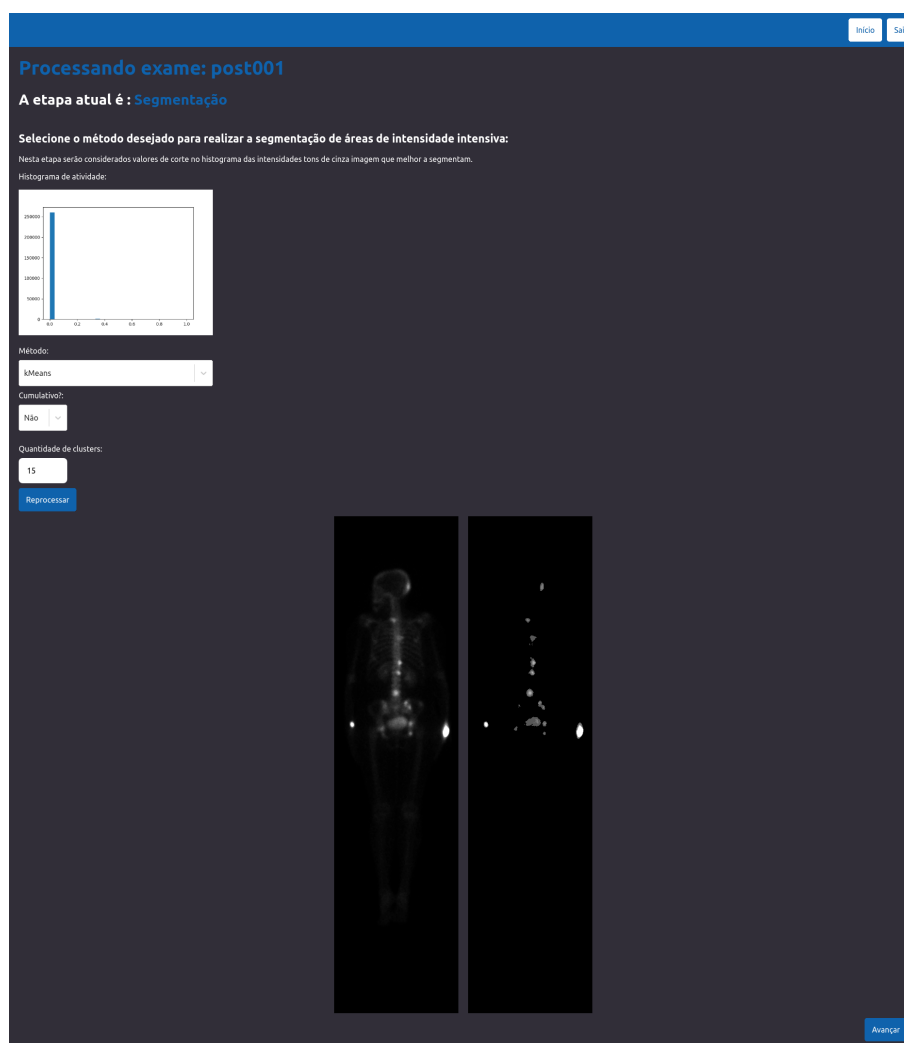 Início Sai
Processando exame: post001
A etapa atual é : Segmentação
Selecione o método desejado para realizar a segmentação de áreas de intensidade intensiva:
Nesta etapa serão considerados valores de corte no histograma das intensidades tons de cinza imagem que melhor a segmentam.
Histograma de atividade:
250000
200000
150000
100000
50000
0
0.0 0.2 0.4 0.6 0.8 1.0
Método:
kMeans
Cumulativo?:
Não
Quantidade de clusters:
15
Reprocessar
Avançar